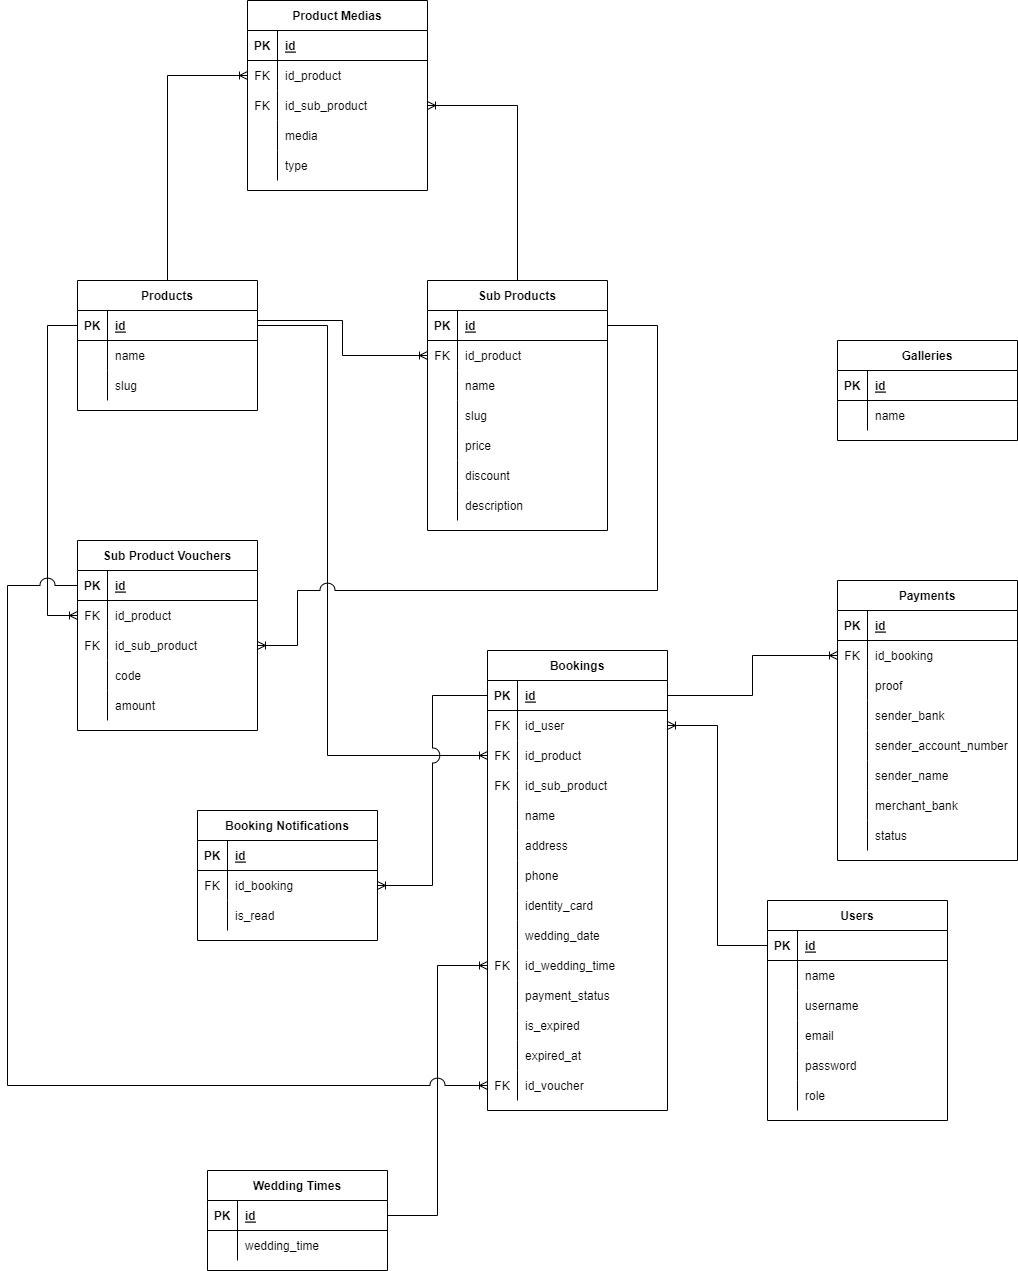 Product Medias
PK id
FK id_product
FK id_sub_product
media
type
Products
PK id
name
slug
Sub Products
PK id
FK id_product
name
slug
price
discount
description
Galleries
PK id
name
Sub Product Vouchers
PK id
FK id_product
FK id_sub_product
code
amount
Payments
PK id
FK id_booking
proof
sender_bank
sender_account_number
sender_name
merchant_bank
status
Bookings
PK id
FK id_user
FK id_product
FK id_sub_product
name
address
phone
identity_card
wedding_date
FK id_wedding_time
payment_status
is_expired
expired_at
FK id_voucher
Booking Notifications
PK id
FK id_booking
is_read
Users
PK id
name
username
email
password
role
Wedding Times
PK id
wedding_time